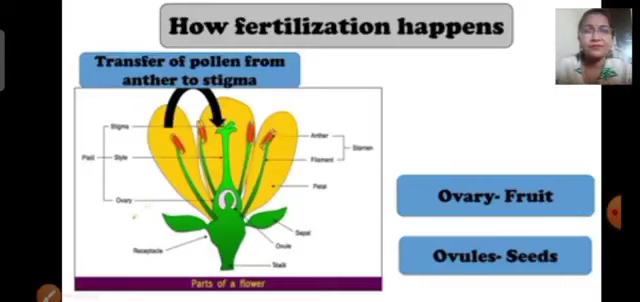 How fertilization happens
Transfer of pollen from
anther to stigma
Stigma
Anther
Stamen
Pistil
Style
Filament
Petal
Ovary
Sepal
Ovule
Receptacle
Stalk
Parts of a flower
Ovary- Fruit
Ovules- Seeds